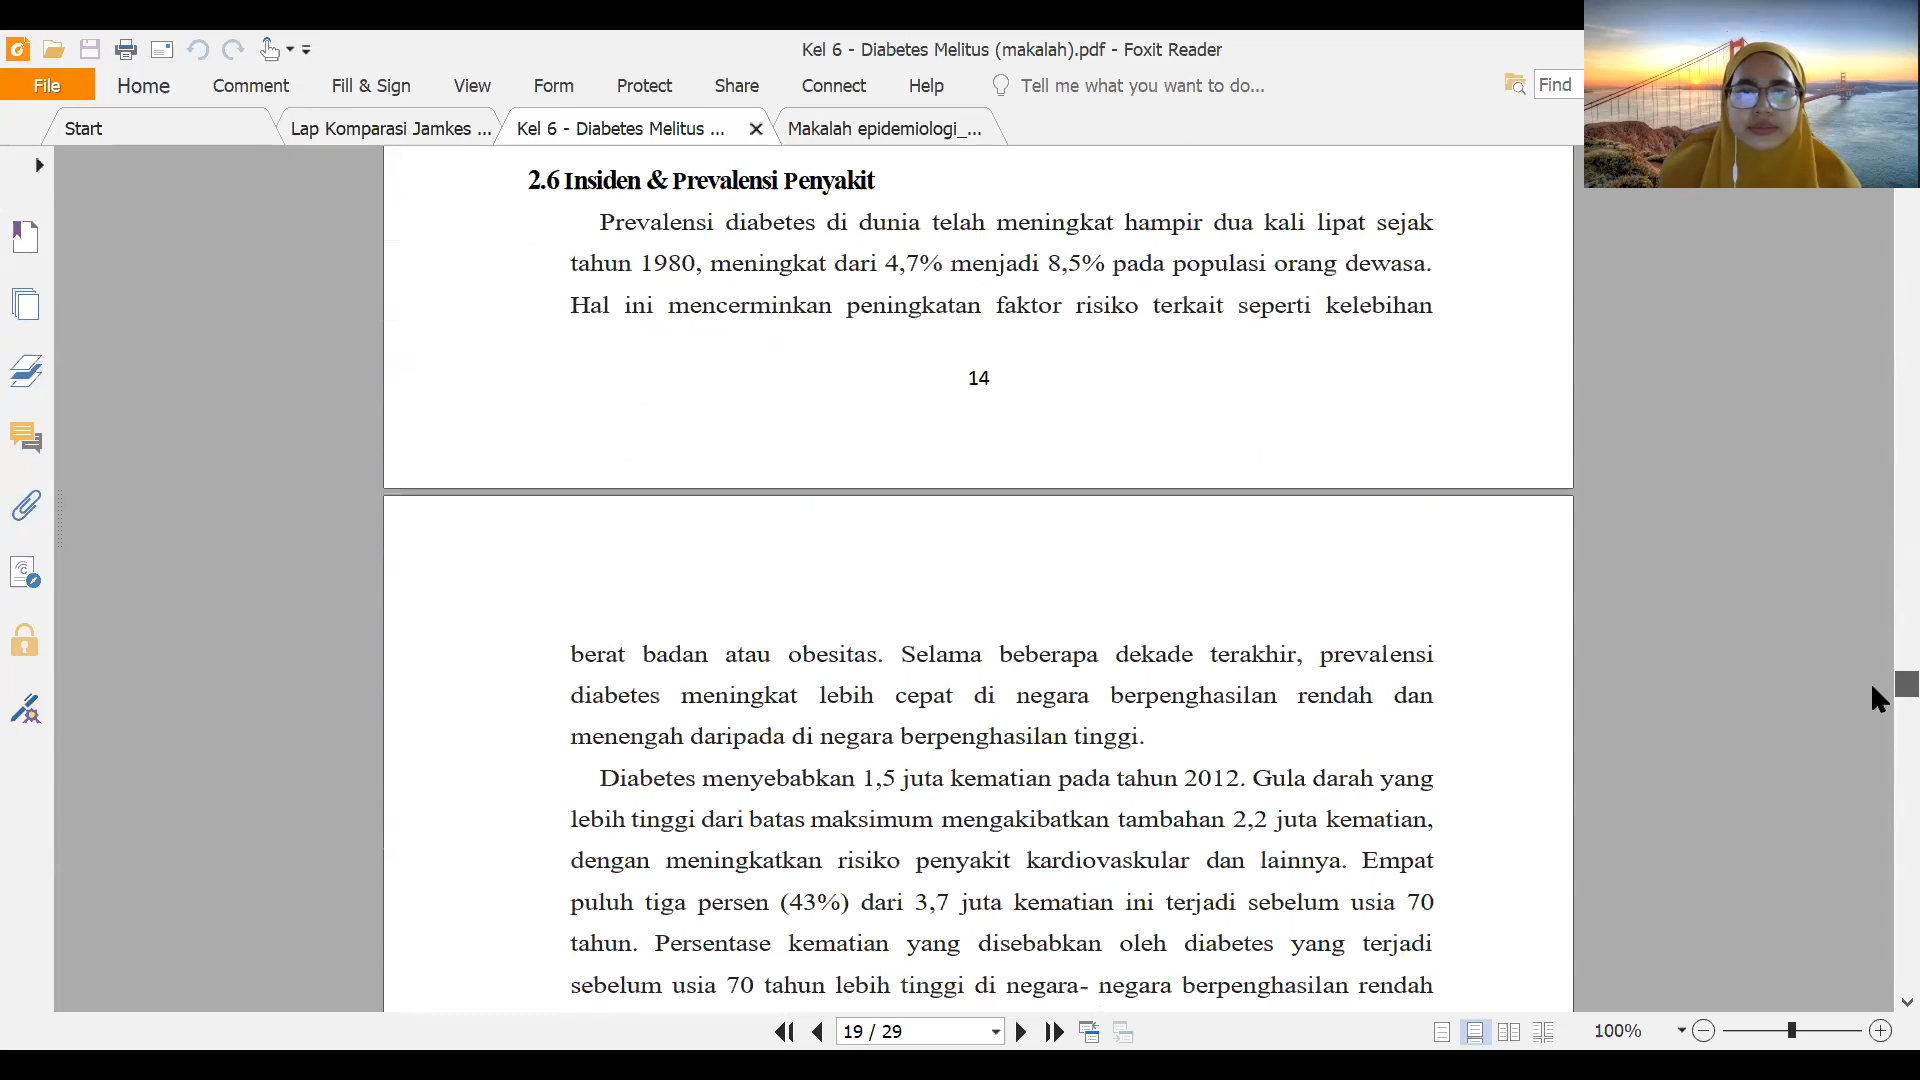 Kel 6 - Diabetes Melitus (makalah).pdf - Foxit Reader
File Home Comment Fill & Sign View Form Protect Share Connect Help Tell me what you want to do... Find
Start Lap Komparasi Jamkes ... Kel 6 - Diabetes Melitus ... Makalah epidemiologi_...
2.6 Insiden & Prevalensi Penyakit
Prevalensi diabetes di dunia telah meningkat hampir dua kali lipat sejak
tahun 1980, meningkat dari 4,7% menjadi 8,5% pada populasi orang dewasa.
Hal ini mencerminkan peningkatan faktor risiko terkait seperti kelebihan
14
berat badan atau obesitas. Selama beberapa dekade terakhir, prevalensi
diabetes meningkat lebih cepat di negara berpenghasilan rendah dan
menengah daripada di negara berpenghasilan tinggi.
Diabetes menyebabkan 1,5 juta kematian pada tahun 2012. Gula darah yang
lebih tinggi dari batas maksimum mengakibatkan tambahan 2,2 juta kematian,
dengan meningkatkan risiko penyakit kardiovaskular dan lainnya. Empat
puluh tiga persen (43%) dari 3,7 juta kematian ini terjadi sebelum usia 70
tahun. Persentase kematian yang disebabkan oleh diabetes yang terjadi
sebelum usia 70 tahun lebih tinggi di negara- negara berpenghasilan rendah
19 / 29
100%